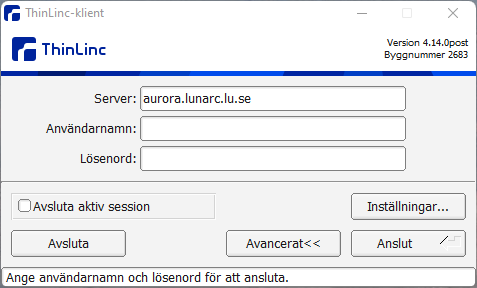 ThinLinc-klient
ThinLinc
Version 4.14.0post
Byggnummer 2683
Server: aurora.lunarc.lu.se
Användarnamn:
Lösenord:
Avsluta aktiv session
Inställningar...
Avsluta
Avancerat<<
Anslut
Ange användarnamn och lösenord för att ansluta.